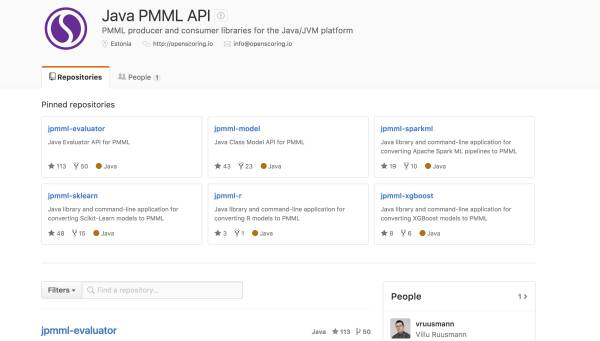 Java PMML API
PMML producer and consumer libraries for the Java/JVM platform
Estonia http://openscoring.io info@openscoring.io
Repositories People 1
Pinned repositories
jpmml-evaluator
Java Evaluator API for PMML
113 50 Java
jpmml-model
Java Class Model API for PMML
43 23 Java
jpmml-sparkml
Java library and command-line application for
converting Apache Spark ML pipelines to PMML
19 10 Java
jpmml-sklearn
Java library and command-line application for
converting Scikit-Learn models to PMML
48 15 Java
jpmml-r
Java library and command-line application for
converting R models to PMML
3 1 Java
jpmml-xgboost
Java library and command-line application for
converting XGBoost models to PMML
8 6 Java
Filters Find a repository...
jpmml-evaluator Java 113 50
People 1
vruusmann
Villu Ruusmann